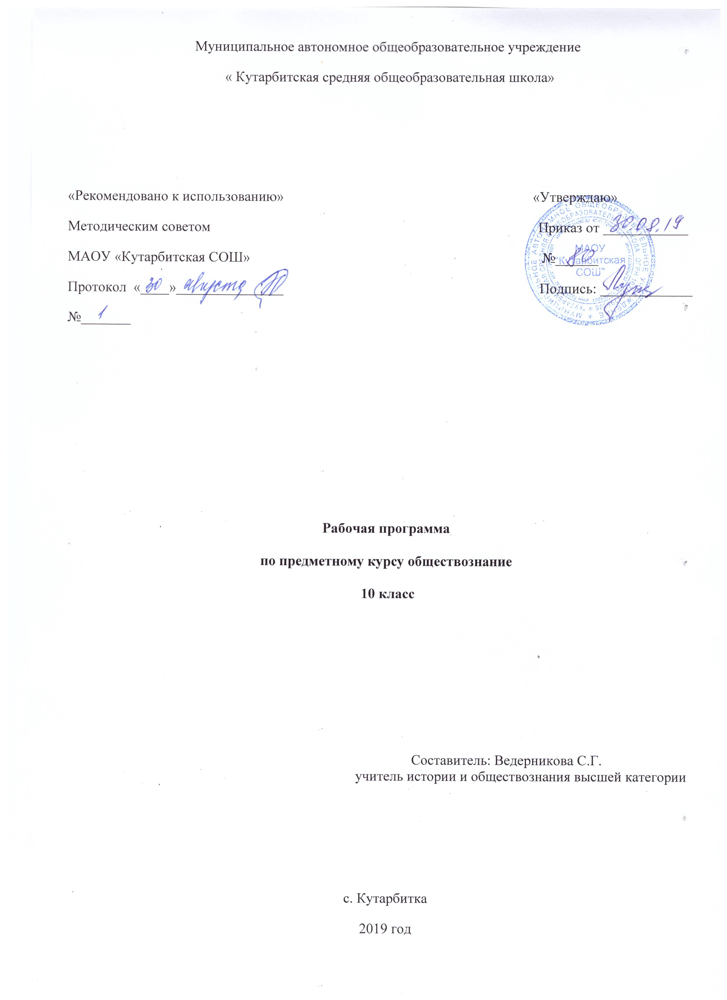 Муниципальное автономное общеобразовательное учреждение
« Кутарбитская средняя общеобразовательная школа»
«Рекомендовано к использованию»
Методическим советом
МАОУ «Кутарбитская СОШ»
Протокол «30» августа
№ 1
«Утверждаю»
Приказ от 30.08.19
№ 80
Подпись:
МАОУ
"Кутарбитская
СОШ"
Рабочая программа
по предметному курсу обществознание
10 класс
Составитель: Ведерникова С.Г.
учитель истории и обществознания высшей категории
с. Кутарбитка
2019 год